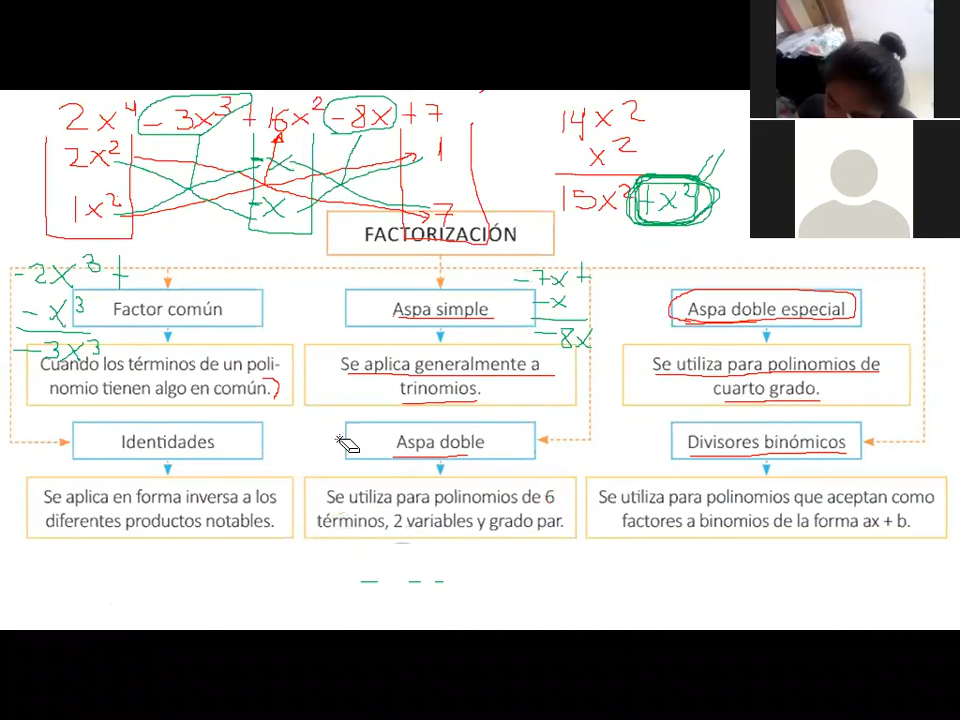 2x⁴ - 3x³ + 16x² - 8x + 7
2x² - x 1
1x² - x 7
14x²
x²
15x² + x²
FACTORIZACIÓN
-2x³ +
- x³
-3x³
-7x +
-x
-8x
Factor común
Cuando los términos de un poli-
nomio tienen algo en común.
Aspa simple
Se aplica generalmente a
trinomios.
Aspa doble especial
Se utiliza para polinomios de
cuarto grado.
Identidades
Se aplica en forma inversa a los
diferentes productos notables.
Aspa doble
Se utiliza para polinomios de 6
términos, 2 variables y grado par.
Divisores binómicos
Se utiliza para polinomios que aceptan como
factores a binomios de la forma ax + b.